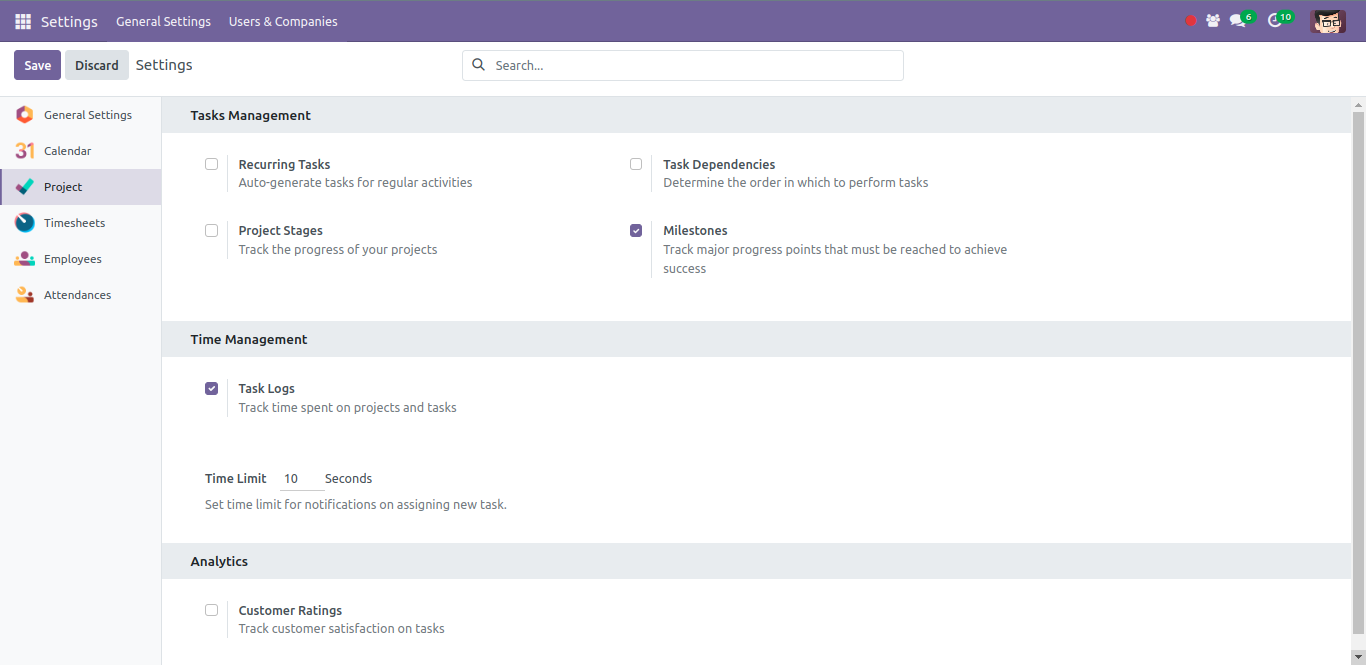 Settings General Settings Users & Companies 6 10
Save Discard Settings Search...
General Settings
31 Calendar
Project
Timesheets
Employees
Attendances
Tasks Management
Recurring Tasks
Auto-generate tasks for regular activities
Task Dependencies
Determine the order in which to perform tasks
Project Stages
Track the progress of your projects
Milestones
Track major progress points that must be reached to achieve
success
Time Management
Task Logs
Track time spent on projects and tasks
Time Limit 10 Seconds
Set time limit for notifications on assigning new task.
Analytics
Customer Ratings
Track customer satisfaction on tasks